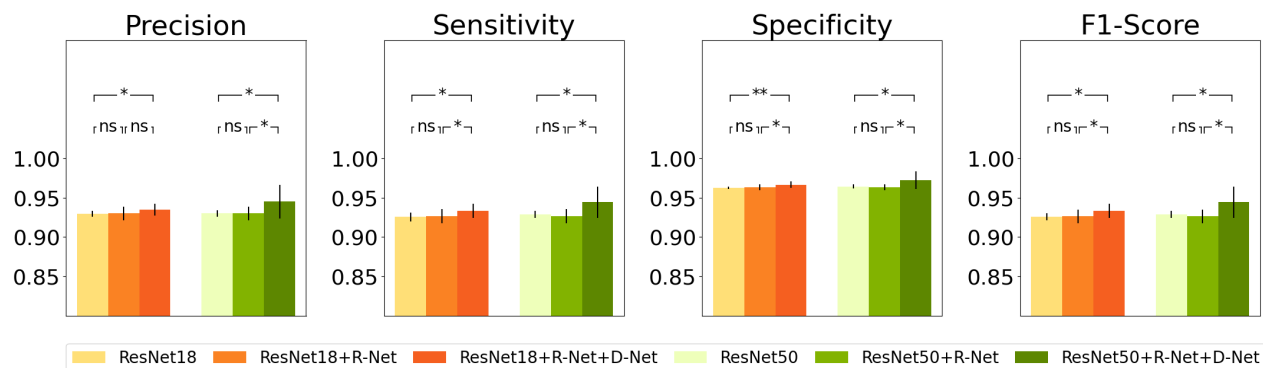 Precision Sensitivity Specificity F1-Score
* * * * ** * * *
ns ns ns * ns * ns * ns * ns * ns * ns *
1.00 1.00 1.00 1.00
0.95 0.95 0.95 0.95
0.90 0.90 0.90 0.90
0.85 0.85 0.85 0.85
ResNet18 ResNet18+R-Net ResNet18+R-Net+D-Net ResNet50 ResNet50+R-Net ResNet50+R-Net+D-Net